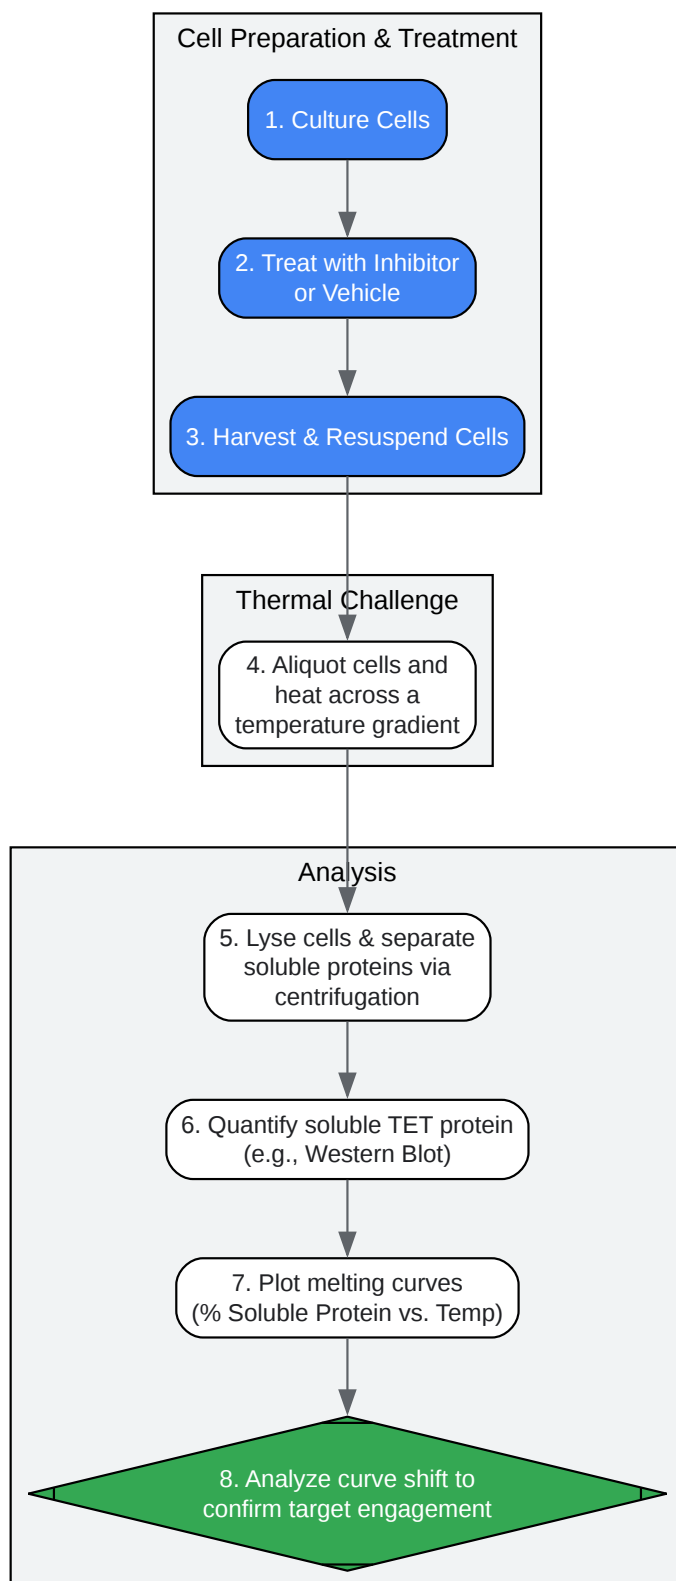 Cell Preparation & Treatment
1. Culture Cells
2. Treat with Inhibitor
or Vehicle
3. Harvest & Resuspend Cells
Thermal Challenge
4. Aliquot cells and
heat across a
temperature gradient
Analysis
5. Lyse cells & separate
soluble proteins via
centrifugation
6. Quantify soluble TET protein
(e.g., Western Blot)
7. Plot melting curves
(% Soluble Protein vs. Temp)
8. Analyze curve shift to
confirm target engagement